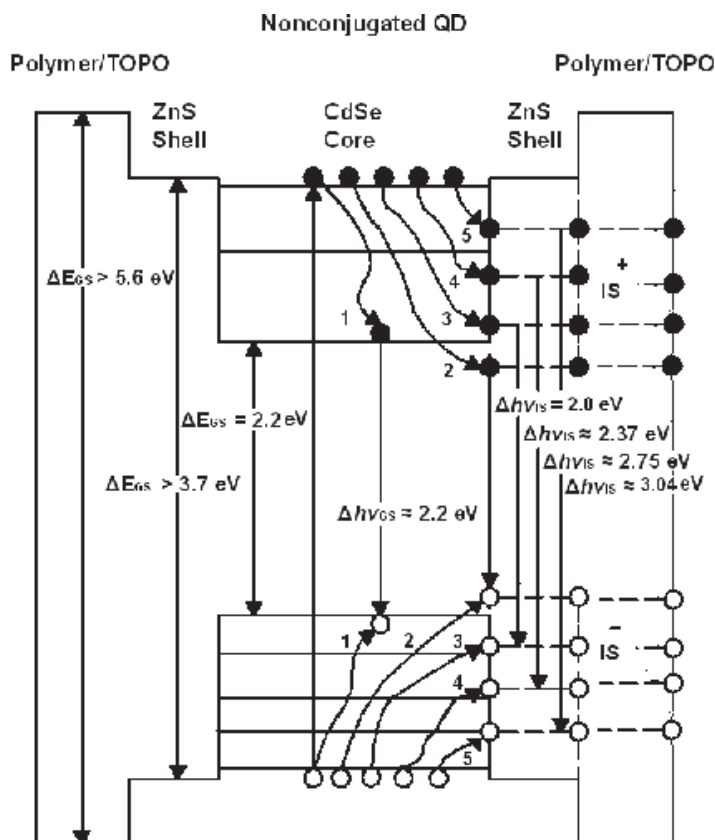 Nonconjugated QD
Polymer/TOPO
Polymer/TOPO
ZnS
Shell
CdSe
Core
ZnS
Shell
ΔEGS > 5.6 eV
5
4
+
IS
1
3
2
ΔEGS = 2.2 eV
ΔhνIS = 2.0 eV
ΔhνIS ≈ 2.37 eV
ΔhνIS ≈ 2.75 eV
ΔhνIS ≈ 3.04 eV
ΔEGS > 3.7 eV
ΔhνGS ≈ 2.2 eV
1
2
3
−
IS
4
5